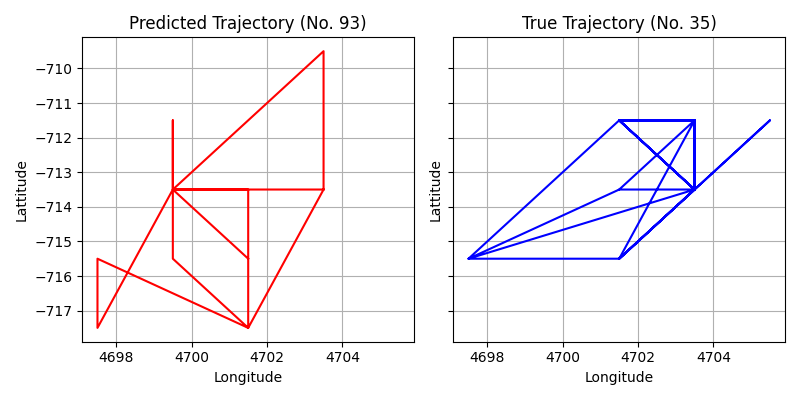 Predicted Trajectory (No. 93)
True Trajectory (No. 35)
−710
−711
−712
−713
−714
−715
−716
−717
Lattitude
Lattitude
4698 4700 4702 4704
4698 4700 4702 4704
Longitude
Longitude